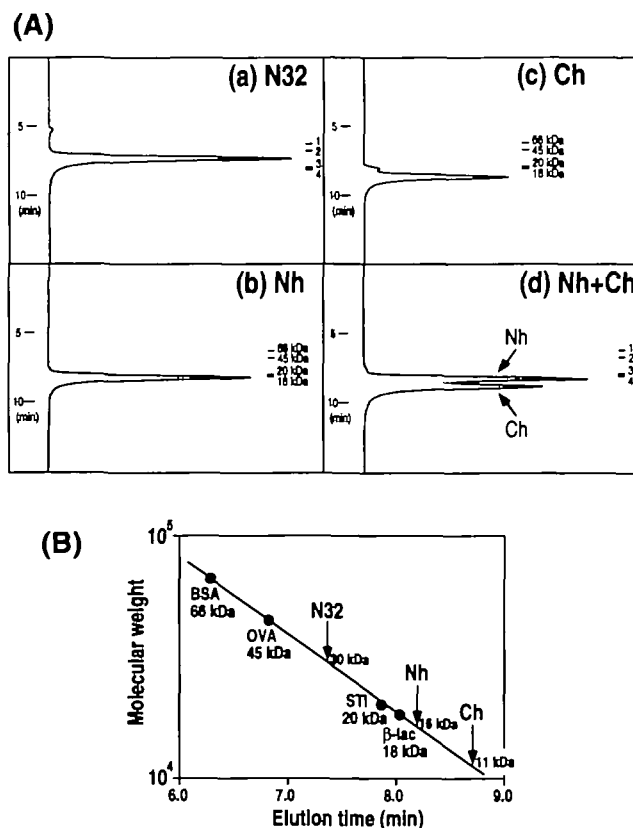 (A)
(a) N32
5
1
2
3
4
10
(min)
(c) Ch
5
66 kDa
45 kDa
20 kDa
18 kDa
10
(min)
(b) Nh
5
66 kDa
45 kDa
20 kDa
18 kDa
10
(min)
(d) Nh+Ch
5
Nh
1
2
3
4
10
(min)
Ch
(B)
10⁵
Molecular weight
10⁴
BSA
66 kDa
OVA
45 kDa
N32
30 kDa
STI
20 kDa
β-lac
18 kDa
Nh
16 kDa
Ch
11 kDa
6.0 7.0 8.0 9.0
Elution time (min)